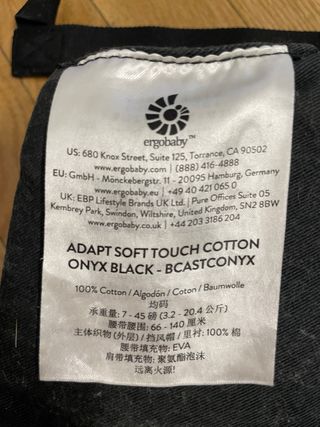 ergobaby™
US: 680 Knox Street, Suite 125, Torrance, CA 90502
www.ergobaby.com | (888) 416-4888
EU: GmbH - Mönckebergstr. 11 - 20095 Hamburg, Germany
www.ergobaby.eu | +49 40 421 065 0
UK: EBP Lifestyle Brands UK Ltd. | Pure Offices Suite 05
Kembrey Park, Swindon, Wiltshire, United Kingdom, SN2 8BW
www.ergobaby.co.uk | +44 203 3186 204
ADAPT SOFT TOUCH COTTON
ONYX BLACK - BCASTCONYX
100% Cotton / Algodón / Coton / Baumwolle
均码
承重量: 7 - 45 磅 (3.2 - 20.4 公斤)
腰带腰围: 66 - 140 厘米
主体织物 (外层) / 挡风帽 / 里衬: 100% 棉
腰带填充物: EVA
肩带填充物: 聚氨酯泡沫
远离火源!